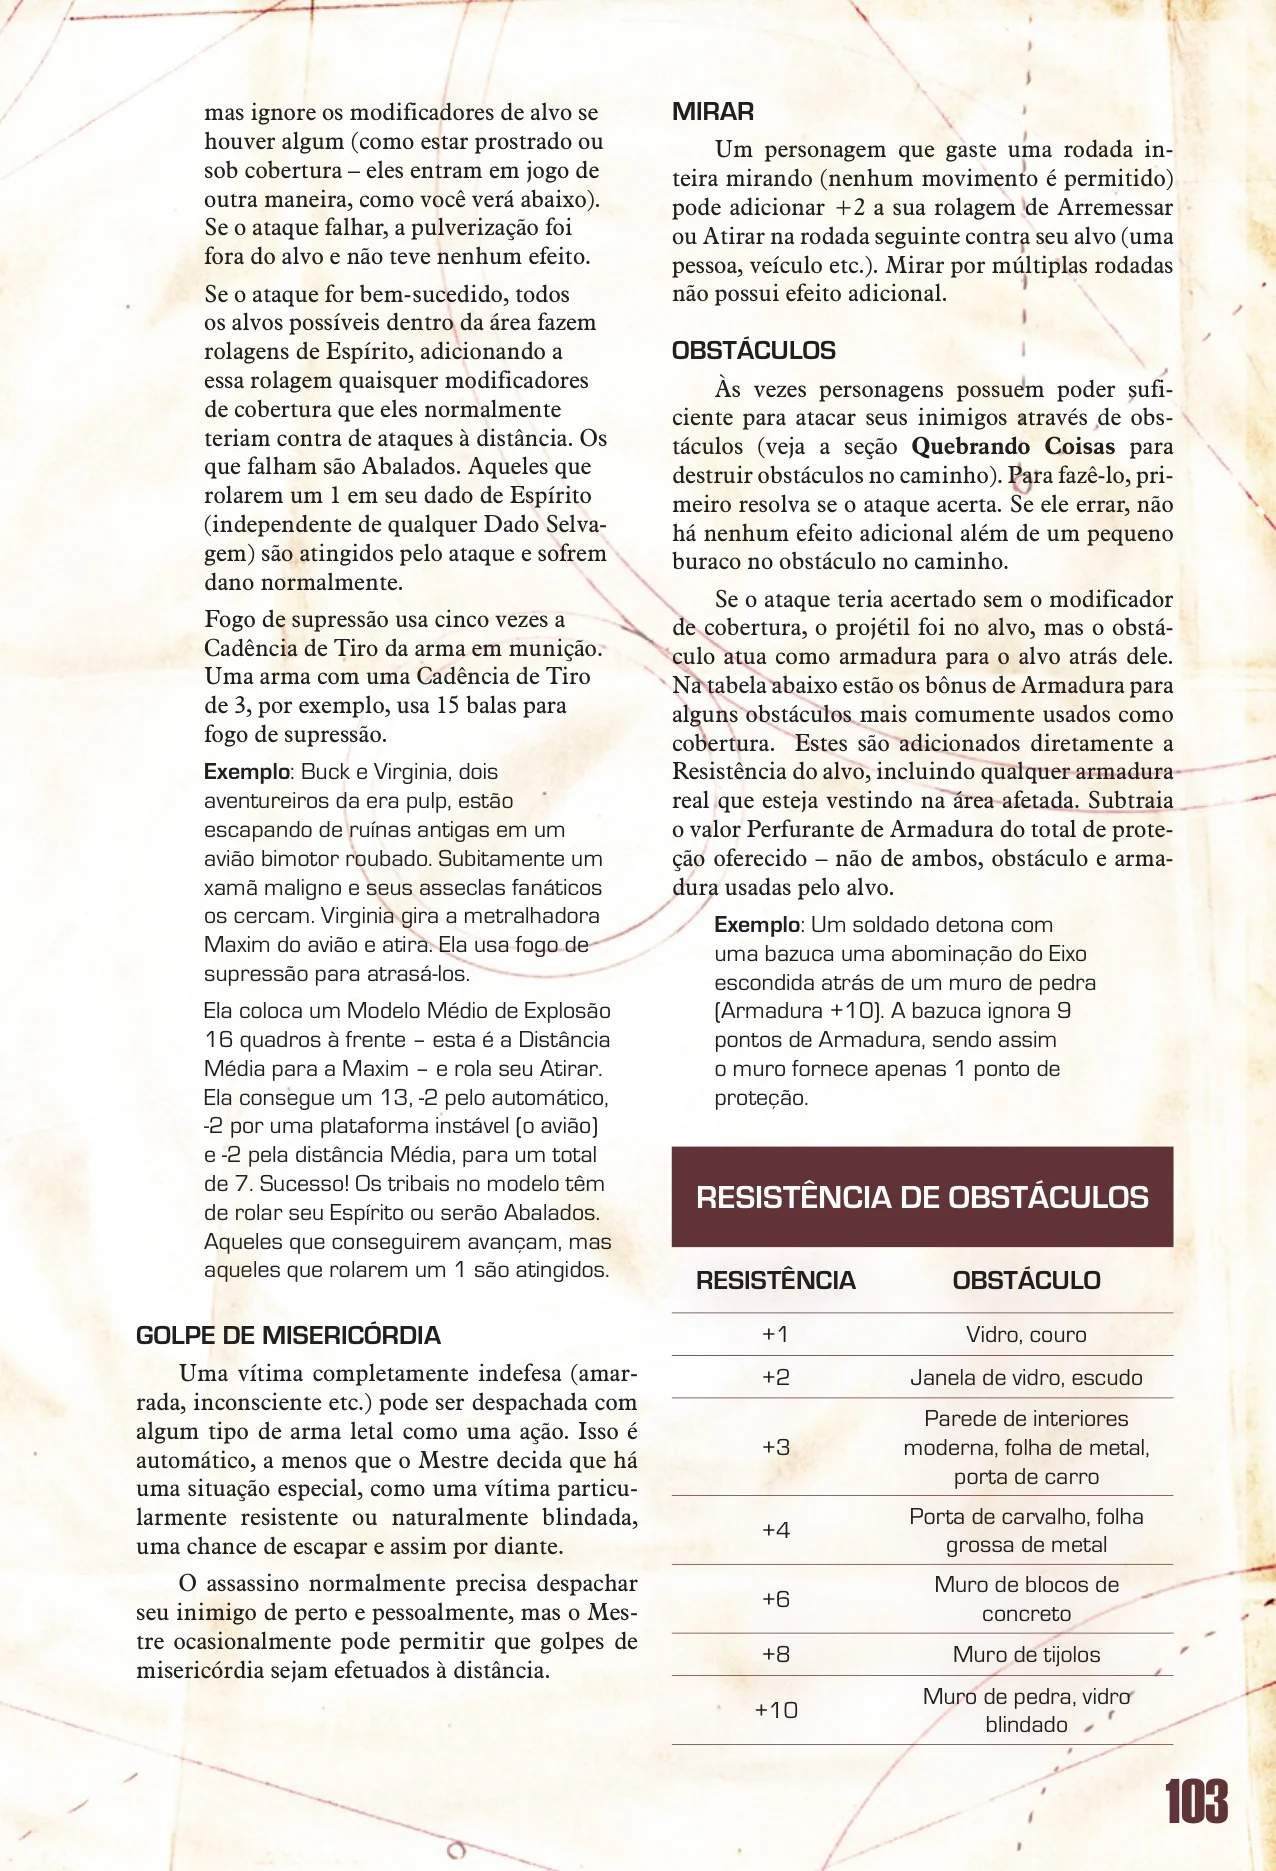 mas ignore os modificadores de alvo se
houver algum (como estar prostrado ou
sob cobertura – eles entram em jogo de
outra maneira, como você verá abaixo).
Se o ataque falhar, a pulverização foi
fora do alvo e não teve nenhum efeito.
Se o ataque for bem-sucedido, todos
os alvos possíveis dentro da área fazem
rolagens de Espírito, adicionando a
essa rolagem quaisquer modificadores
de cobertura que eles normalmente
teriam contra de ataques à distância. Os
que falham são Abalados. Aqueles que
rolarem um 1 em seu dado de Espírito
(independente de qualquer Dado Selva-
gem) são atingidos pelo ataque e sofrem
dano normalmente.
Fogo de supressão usa cinco vezes a
Cadência de Tiro da arma em munição.
Uma arma com uma Cadência de Tiro
de 3, por exemplo, usa 15 balas para
fogo de supressão.
Exemplo: Buck e Virginia, dois
aventureiros da era pulp, estão
escapando de ruínas antigas em um
avião bimotor roubado. Subitamente um
xamã maligno e seus asseclas fanáticos
os cercam. Virginia gira a metralhadora
Maxim do avião e atira. Ela usa fogo de
supressão para atrasá-los.
Ela coloca um Modelo Médio de Explosão
16 quadros à frente – esta é a Distância
Média para a Maxim – e rola seu Atirar.
Ela consegue um 13, -2 pelo automático,
-2 por uma plataforma instável (o avião)
e -2 pela distância Média, para um total
de 7. Sucesso! Os tribais no modelo têm
de rolar seu Espírito ou serão Abalados.
Aqueles que conseguirem avançam, mas
aqueles que rolarem um 1 são atingidos.
GOLPE DE MISERICÓRDIA
Uma vítima completamente indefesa (amar-
rada, inconsciente etc.) pode ser despachada com
algum tipo de arma letal como uma ação. Isso é
automático, a menos que o Mestre decida que há
uma situação especial, como uma vítima particu-
larmente resistente ou naturalmente blindada,
uma chance de escapar e assim por diante.
O assassino normalmente precisa despachar
seu inimigo de perto e pessoalmente, mas o Mes-
tre ocasionalmente pode permitir que golpes de
misericórdia sejam efetuados à distância.
MIRAR
Um personagem que gaste uma rodada in-
teira mirando (nenhum movimento é permitido)
pode adicionar +2 a sua rolagem de Arremessar
ou Atirar na rodada seguinte contra seu alvo (uma
pessoa, veículo etc.). Mirar por múltiplas rodadas
não possui efeito adicional.
OBSTÁCULOS
Às vezes personagens possuem poder sufi-
ciente para atacar seus inimigos através de obs-
táculos (veja a seção Quebrando Coisas para
destruir obstáculos no caminho). Para fazê-lo, pri-
meiro resolva se o ataque acerta. Se ele errar, não
há nenhum efeito adicional além de um pequeno
buraco no obstáculo no caminho.
Se o ataque teria acertado sem o modificador
de cobertura, o projétil foi no alvo, mas o obstá-
culo atua como armadura para o alvo atrás dele.
Na tabela abaixo estão os bônus de Armadura para
alguns obstáculos mais comumente usados como
cobertura. Estes são adicionados diretamente a
Resistência do alvo, incluindo qualquer armadura
real que esteja vestindo na área afetada. Subtraia
o valor Perfurante de Armadura do total de prote-
ção oferecido – não de ambos, obstáculo e arma-
dura usadas pelo alvo.
Exemplo: Um soldado detona com
uma bazuca uma abominação do Eixo
escondida atrás de um muro de pedra
(Armadura +10). A bazuca ignora 9
pontos de Armadura, sendo assim
o muro fornece apenas 1 ponto de
proteção.
RESISTÊNCIA DE OBSTÁCULOS
RESISTÊNCIA OBSTÁCULO
+1 Vidro, couro
+2 Janela de vidro, escudo
+3 Parede de interiores
moderna, folha de metal,
porta de carro
+4 Porta de carvalho, folha
grossa de metal
+6 Muro de blocos de
concreto
+8 Muro de tijolos
+10 Muro de pedra, vidro
blindado
103